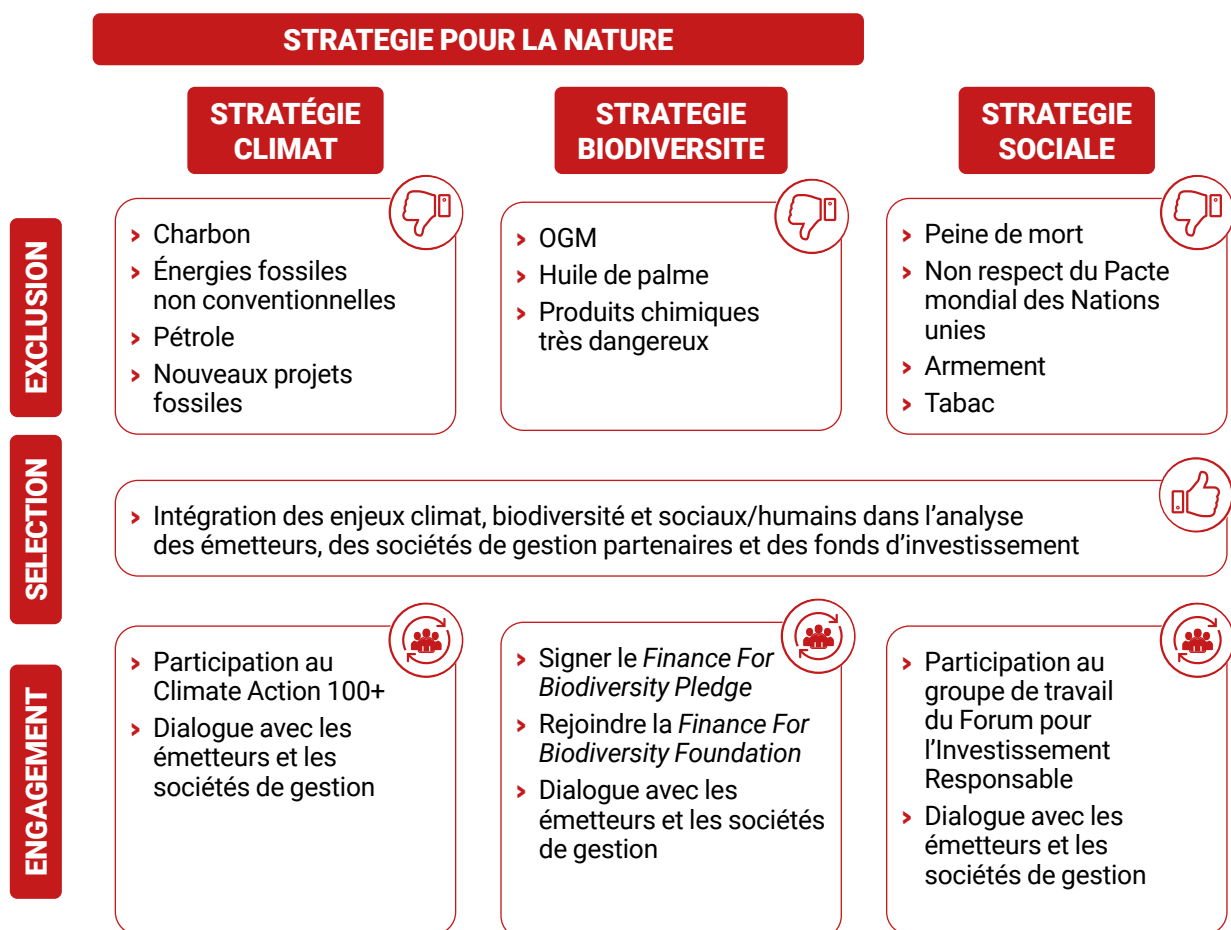 STRATEGIE POUR LA NATURE
STRATÉGIE
CLIMAT
STRATEGIE
BIODIVERSITE
STRATEGIE
SOCIALE
EXCLUSION
› Charbon
› Énergies fossiles
non conventionnelles
› Pétrole
› Nouveaux projets
fossiles
› OGM
› Huile de palme
› Produits chimiques
très dangereux
› Peine de mort
› Non respect du Pacte
mondial des Nations
unies
› Armement
› Tabac
SELECTION
› Intégration des enjeux climat, biodiversité et sociaux/humains dans l’analyse
des émetteurs, des sociétés de gestion partenaires et des fonds d’investissement
ENGAGEMENT
› Participation au
Climate Action 100+
› Dialogue avec les
émetteurs et les
sociétés de gestion
› Signer le Finance For
Biodiversity Pledge
› Rejoindre la Finance For
Biodiversity Foundation
› Dialogue avec les
émetteurs et les sociétés
de gestion
› Participation au
groupe de travail
du Forum pour
l’Investissement
Responsable
› Dialogue avec les
émetteurs et les
sociétés de gestion